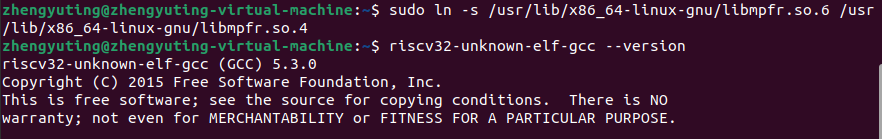 zhengyuting@zhengyuting-virtual-machine:~$ sudo ln -s /usr/lib/x86_64-linux-gnu/libmpfr.so.6 /usr
/lib/x86_64-linux-gnu/libmpfr.so.4
zhengyuting@zhengyuting-virtual-machine:~$ riscv32-unknown-elf-gcc --version
riscv32-unknown-elf-gcc (GCC) 5.3.0
Copyright (C) 2015 Free Software Foundation, Inc.
This is free software; see the source for copying conditions.  There is NO
warranty; not even for MERCHANTABILITY or FITNESS FOR A PARTICULAR PURPOSE.